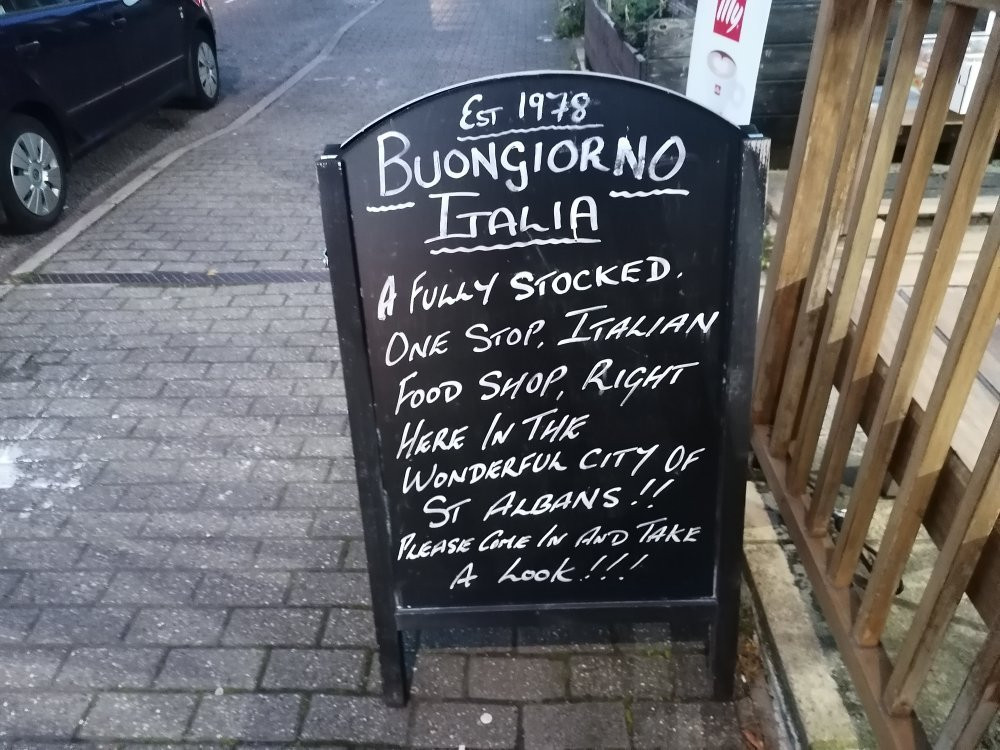 illy
EST 1978
BUONGIORNO
ITALIA
A FULLY STOCKED.
ONE STOP, ITALIAN
FOOD SHOP, RIGHT
HERE IN THE
WONDERFUL CITY OF
ST ALBANS!!
PLEASE COME IN AND TAKE
A LOOK!!!